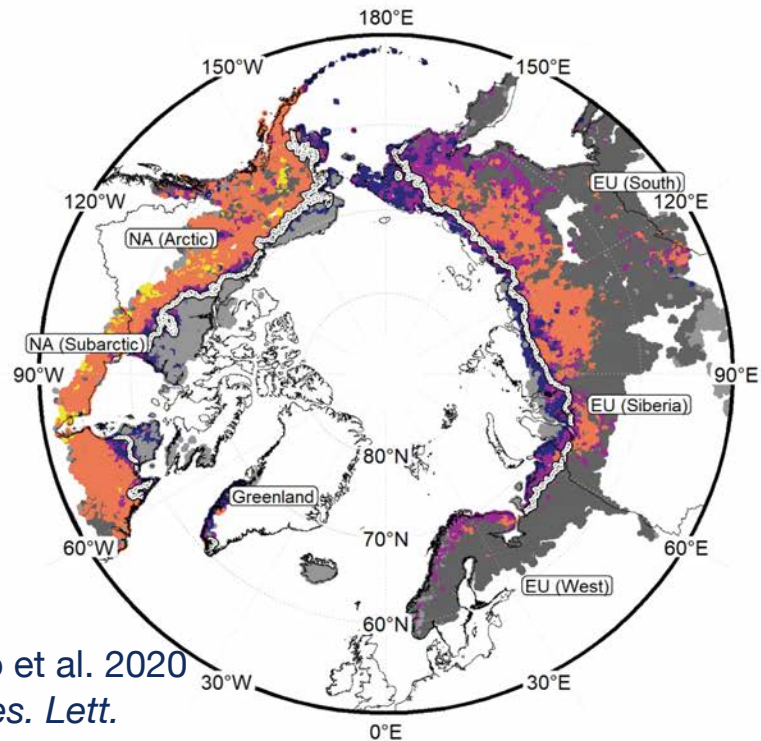 180°E
150°W
150°E
EU (South)
120°W
120°E
NA (Arctic)
NA (Subarctic)
90°W
90°E
EU (Siberia)
80°N
Greenland
70°N
60°W
60°E
EU (West)
60°N
et al. 2020
30°W
30°E
es. Lett.
0°E